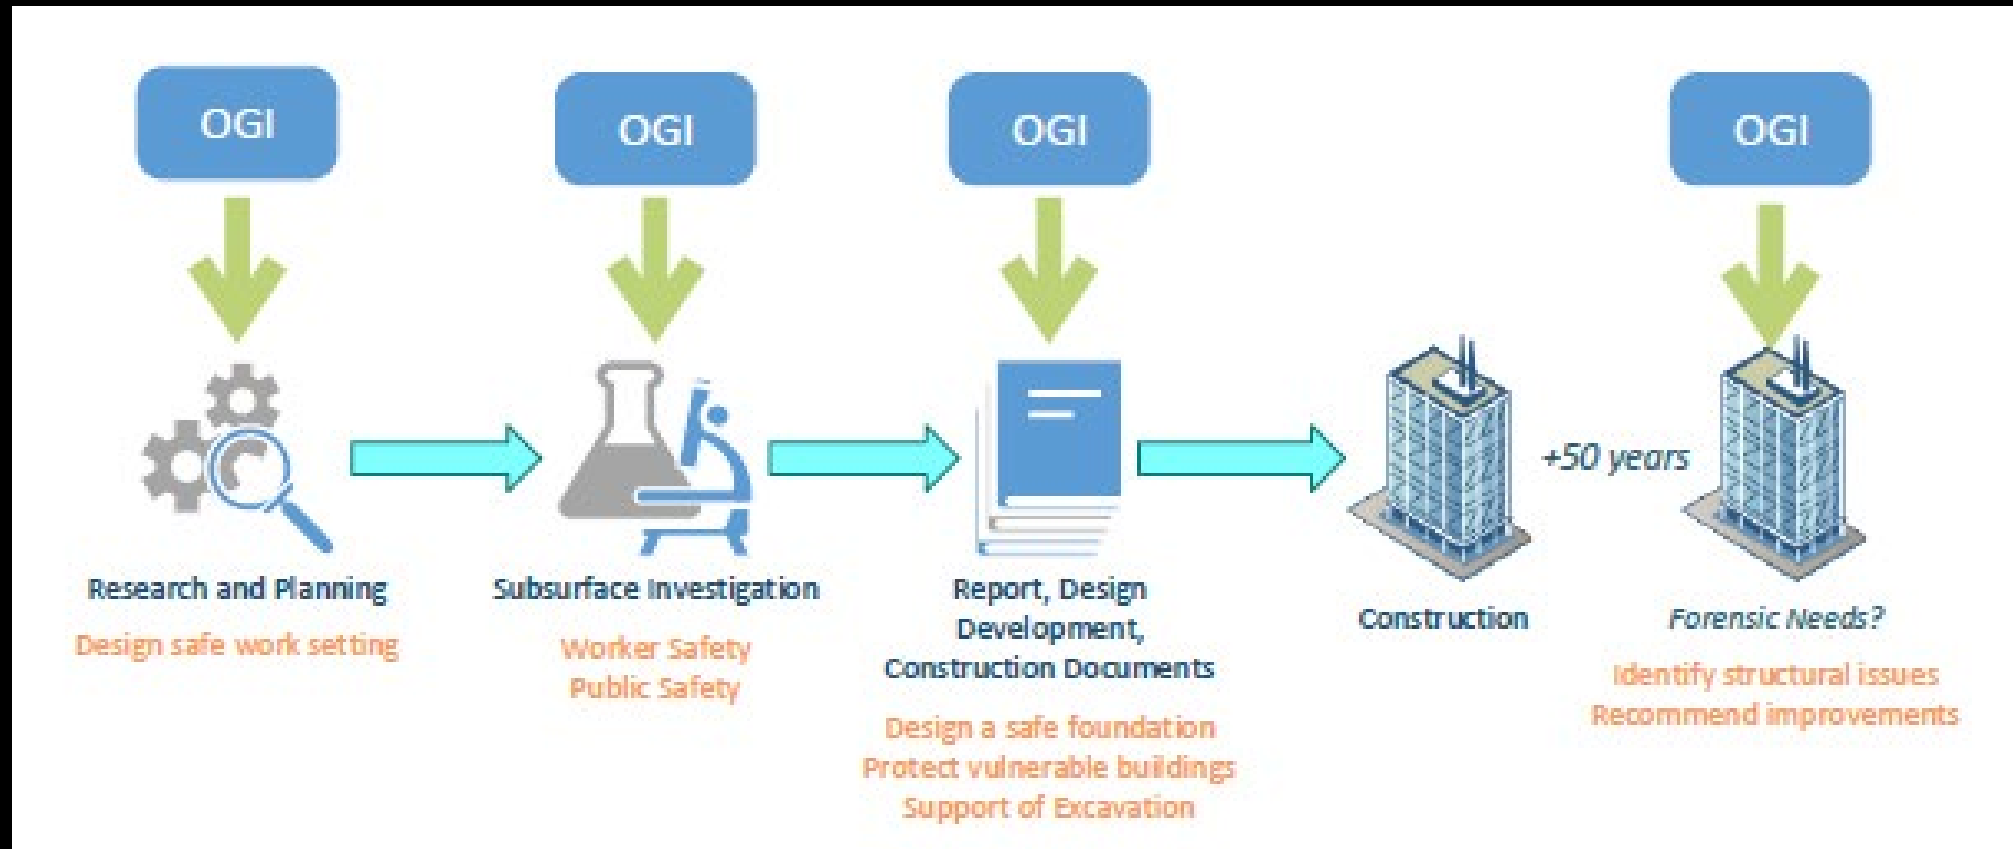 OGI
OGI
OGI
OGI
+50 years
Research and Planning
Design safe work setting
Subsurface Investigation
Worker Safety
Public Safety
Report, Design
Development,
Construction Documents
Design a safe foundation
Protect vulnerable buildings
Support of Excavation
Construction
Forensic Needs?
Identify structural issues
Recommend improvements